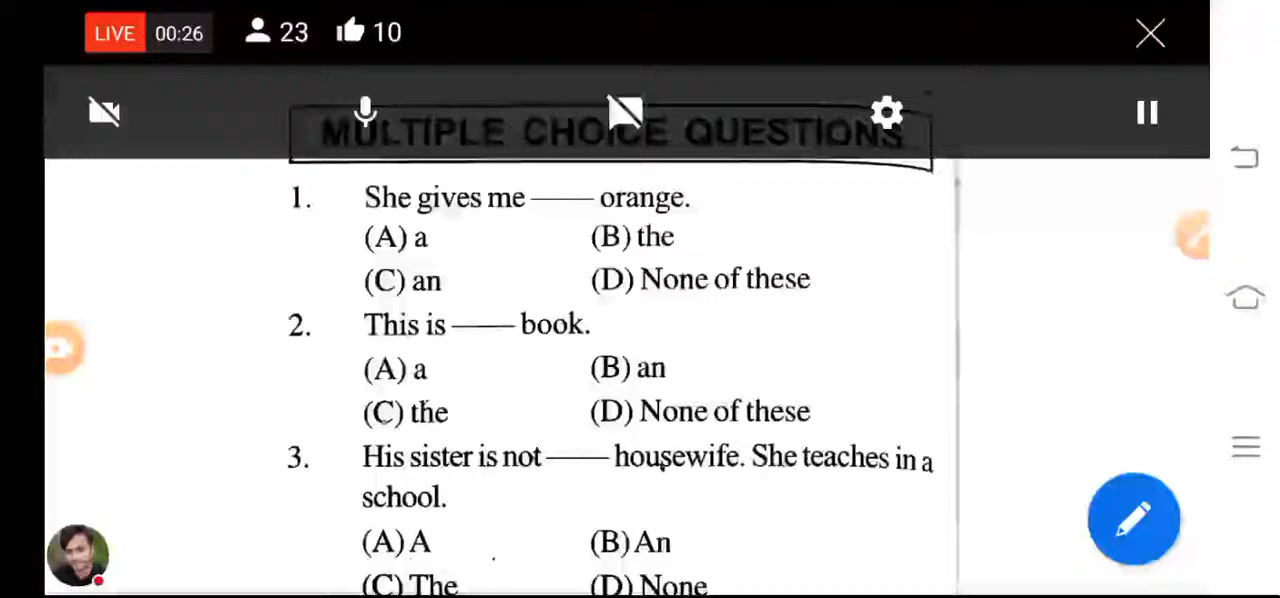 LIVE 00:26 23 10
MULTIPLE CHOICE QUESTIONS
1. She gives me —— orange.
(A) a (B) the
(C) an (D) None of these
2. This is —— book.
(A) a (B) an
(C) the (D) None of these
3. His sister is not —— housewife. She teaches in a
school.
(A) A (B) An
(C) The (D) None